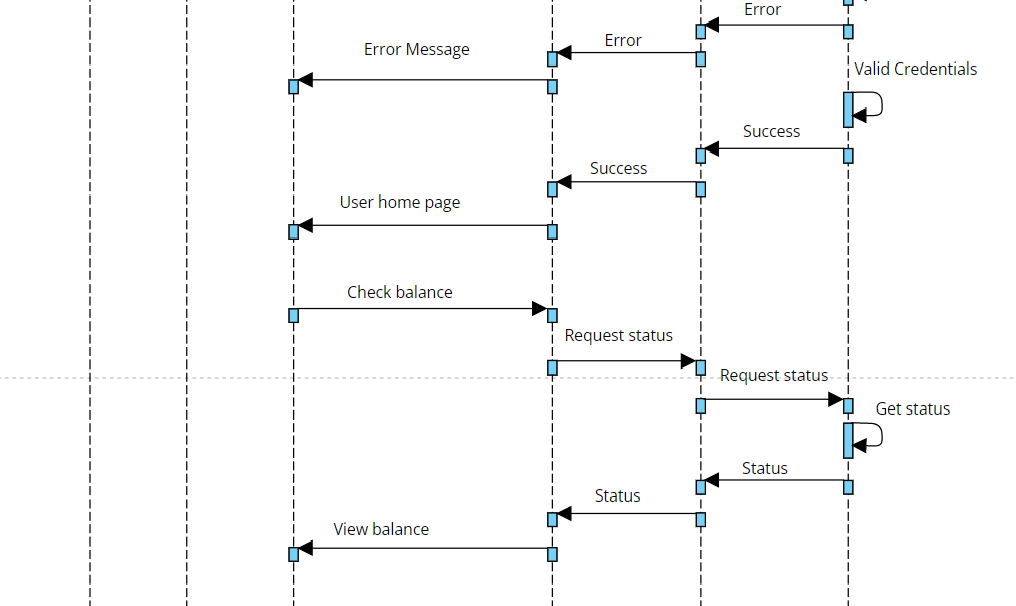 Error
Error
Error Message
Valid Credentials
Success
Success
User home page
Check balance
Request status
Request status
Get status
Status
Status
View balance